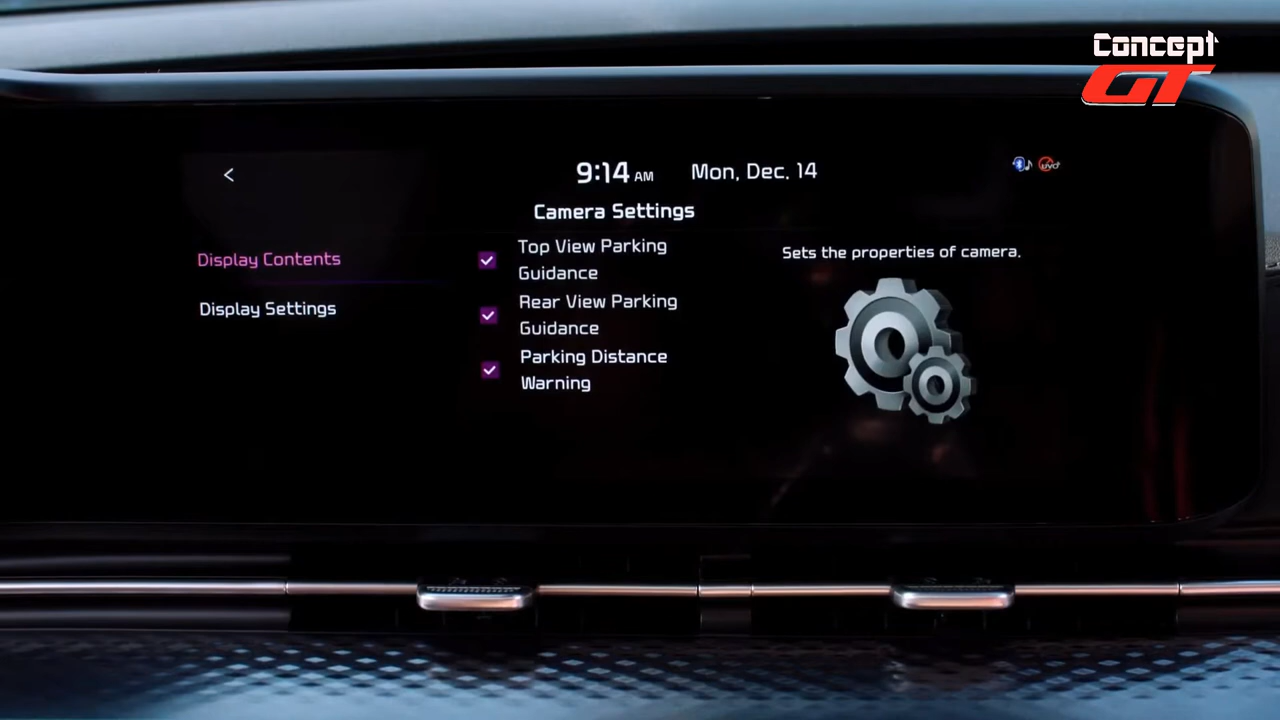 Concept
GT
<
9:14 AM Mon, Dec. 14
UVO
Camera Settings
Display Contents
Display Settings
Top View Parking
Guidance
Rear View Parking
Guidance
Parking Distance
Warning
Sets the properties of camera.